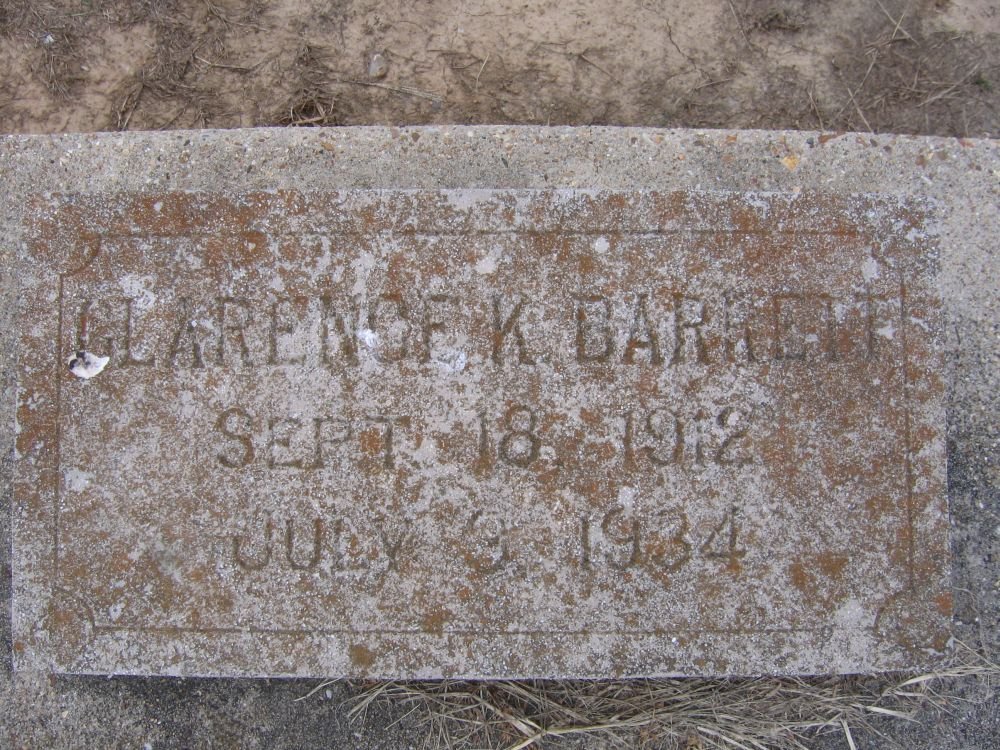 CLARENCE K. BARRETT
SEPT. 18, 1912
JULY 9, 1934